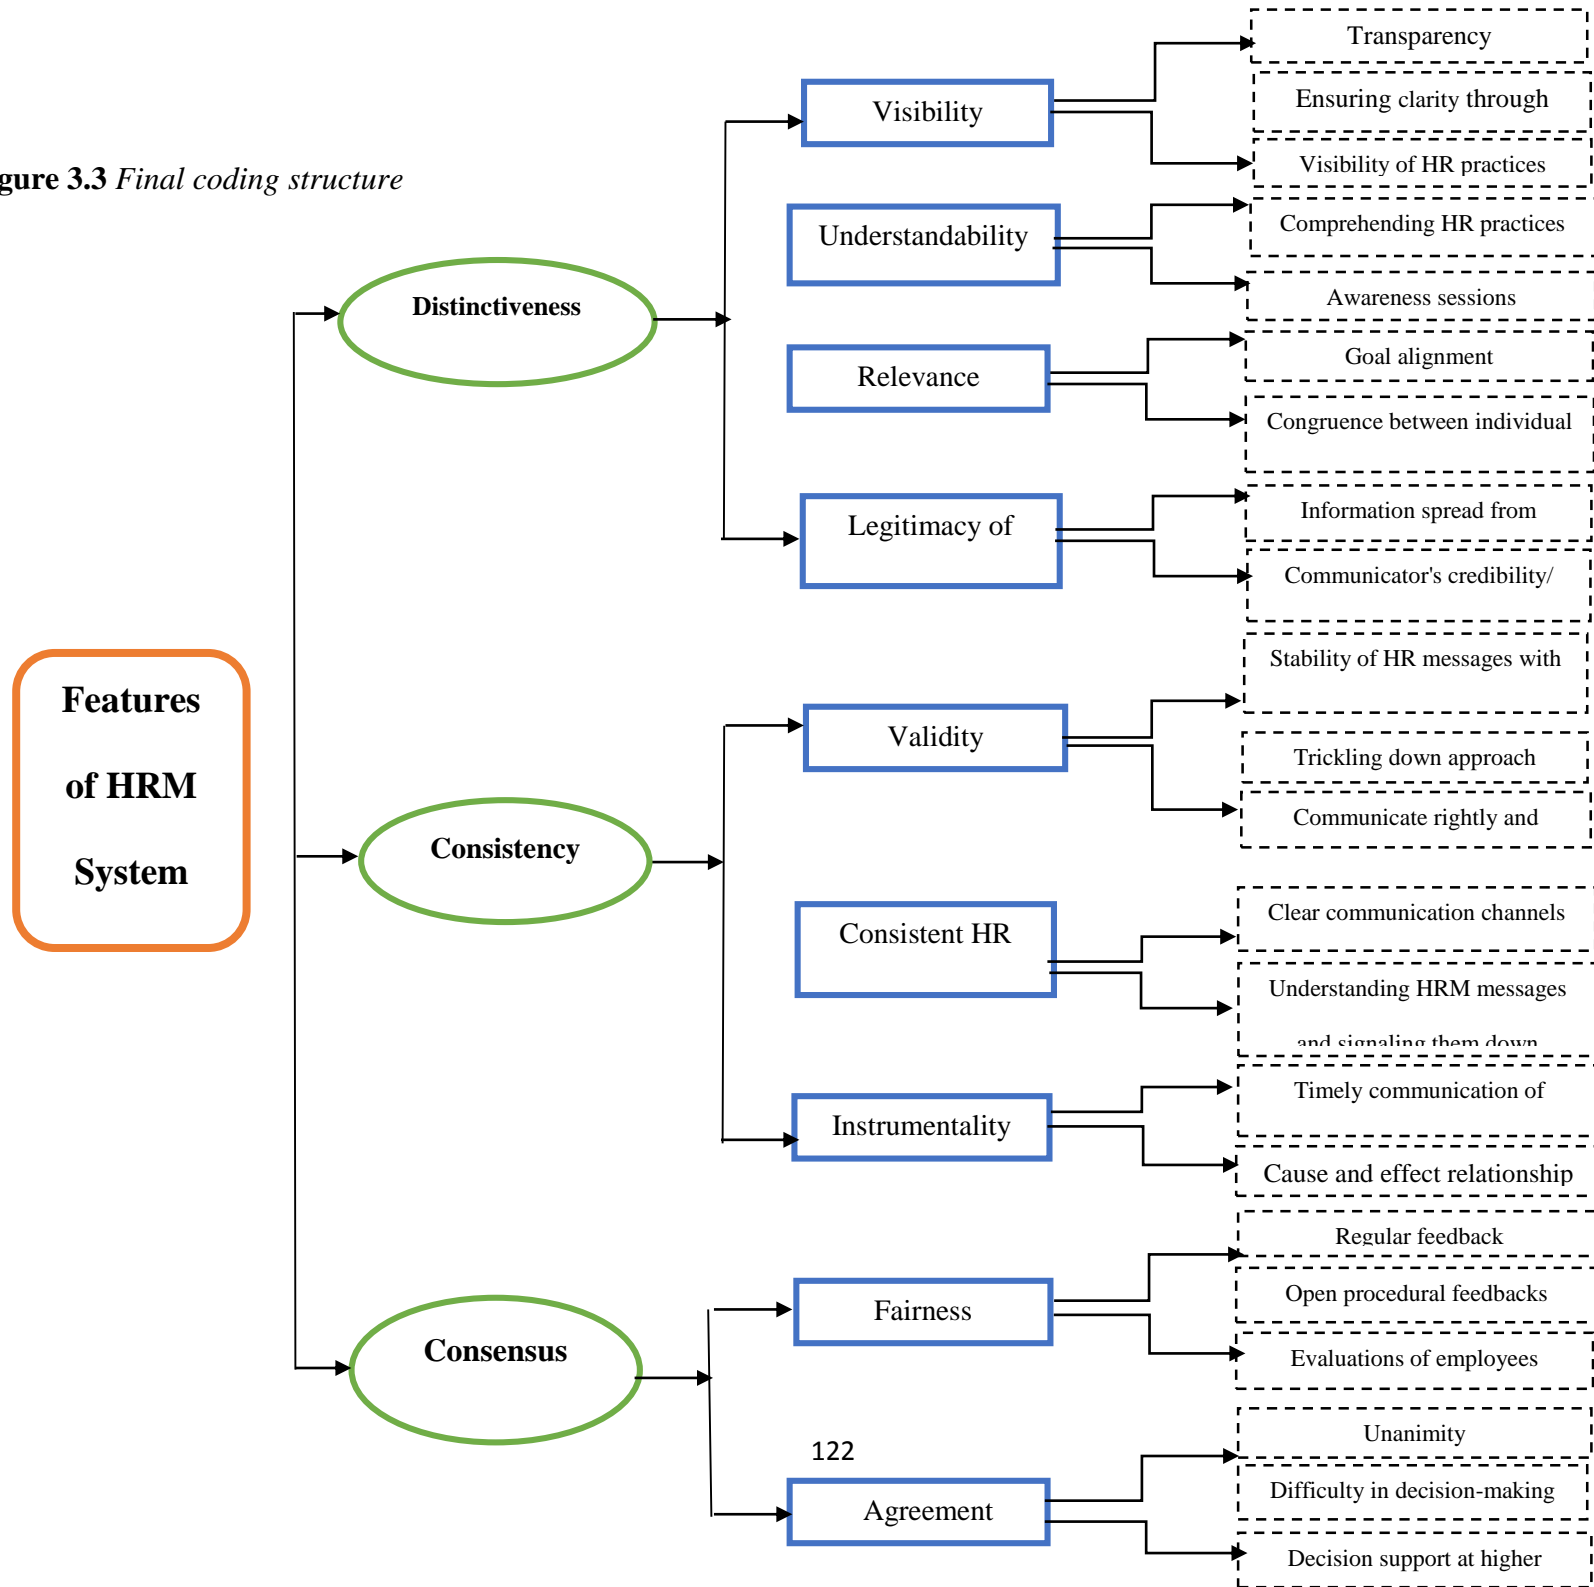 Transparency
Ensuring clarity through
Visibility
Visibility of HR practices
gure 3.3 Final coding structure
Understandability
Comprehending HR practices
Distinctiveness
Awareness sessions
Relevance
Goal alignment
Congruence between individual
Legitimacy of
Information spread from
Communicator's credibility/
Features
of HRM
System
Stability of HR messages with
Validity
Trickling down approach
Communicate rightly and
Consistency
Consistent HR
Clear communication channels
Understanding HRM messages
and signaling them down
Instrumentality
Timely communication of
Cause and effect relationship
Regular feedback
Fairness
Open procedural feedbacks
Evaluations of employees
Consensus
122
Unanimity
Agreement
Difficulty in decision-making
Decision support at higher